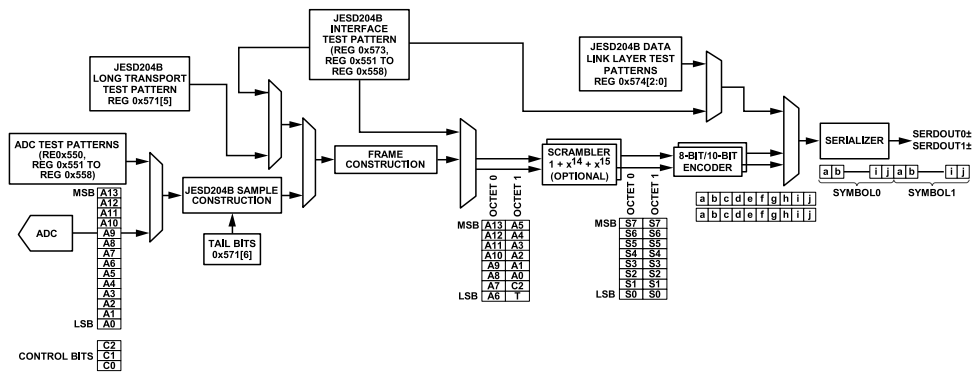 JESD204B
INTERFACE
TEST PATTERN
(REG 0x573,
REG 0x551 TO
REG 0x558)
JESD204B
LONG TRANSPORT
TEST PATTERN
REG 0x571[5]
JESD204B DATA
LINK LAYER TEST
PATTERNS
REG 0x574[2:0]
ADC TEST PATTERNS
(RE0x550,
REG 0x551 TO
REG 0x558)
FRAME
CONSTRUCTION
SCRAMBLER
1 + x14 + x15
(OPTIONAL)
8-BIT/10-BIT
ENCODER
SERIALIZER
SERDOUT0±
SERDOUT1±
a b i j a b i j
SYMBOL0 SYMBOL1
JESD204B SAMPLE
CONSTRUCTION
TAIL BITS
0x571[6]
ADC
MSB A13
A12
A11
A10
A9
A8
A7
A6
A5
A4
A3
A2
A1
LSB A0
CONTROL BITS
C2
C1
C0
OCTET 0
OCTET 1
MSB A13 A5
A12 A4
A11 A3
A10 A2
A9 A1
A8 A0
A7 C2
LSB A6 T
OCTET 0
OCTET 1
MSB S7 S7
S6 S6
S5 S5
S4 S4
S3 S3
S2 S2
S1 S1
LSB S0 S0
a b c d e f g h i j
a b c d e f g h i j